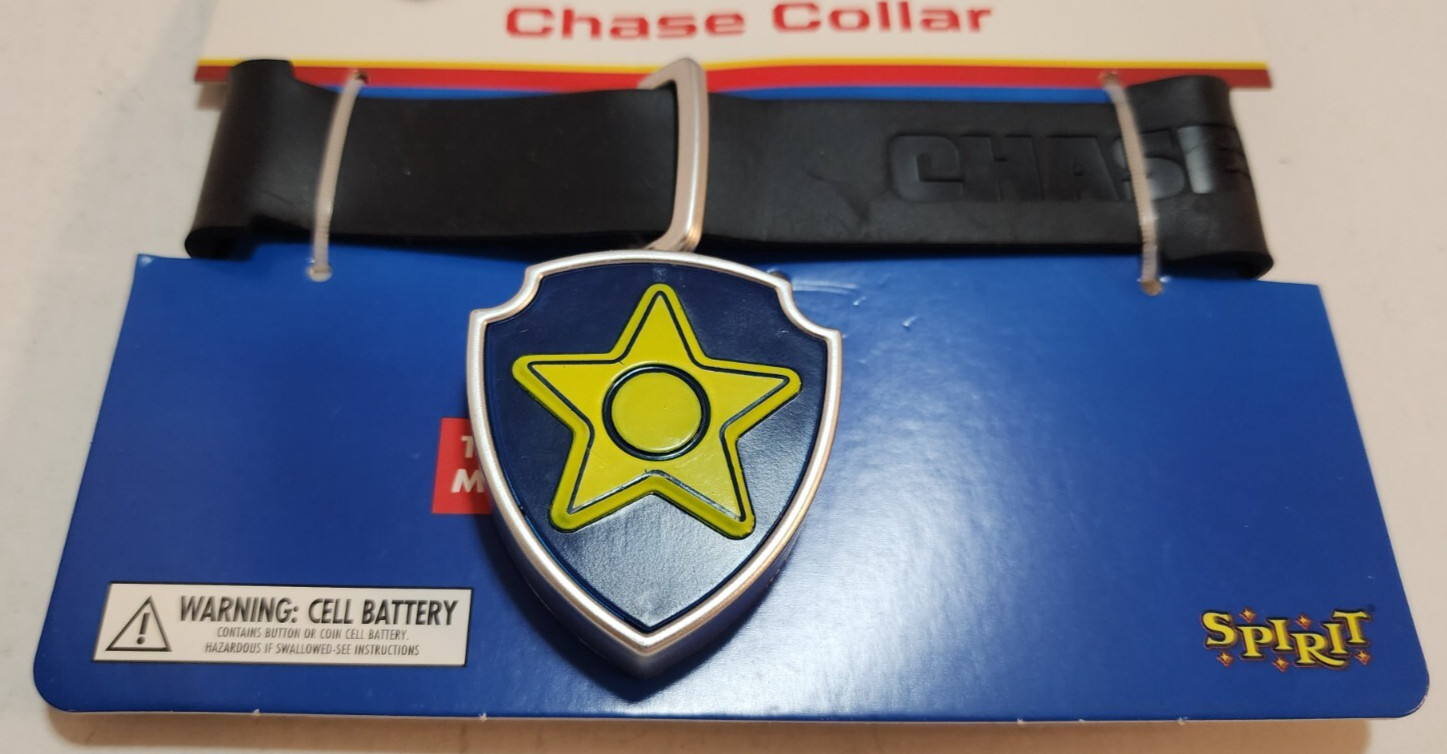 Chase Collar
CHASE
WARNING: CELL BATTERY
CONTAINS BUTTON OR COIN CELL BATTERY.
HAZARDOUS IF SWALLOWED-SEE INSTRUCTIONS
SPIRIT